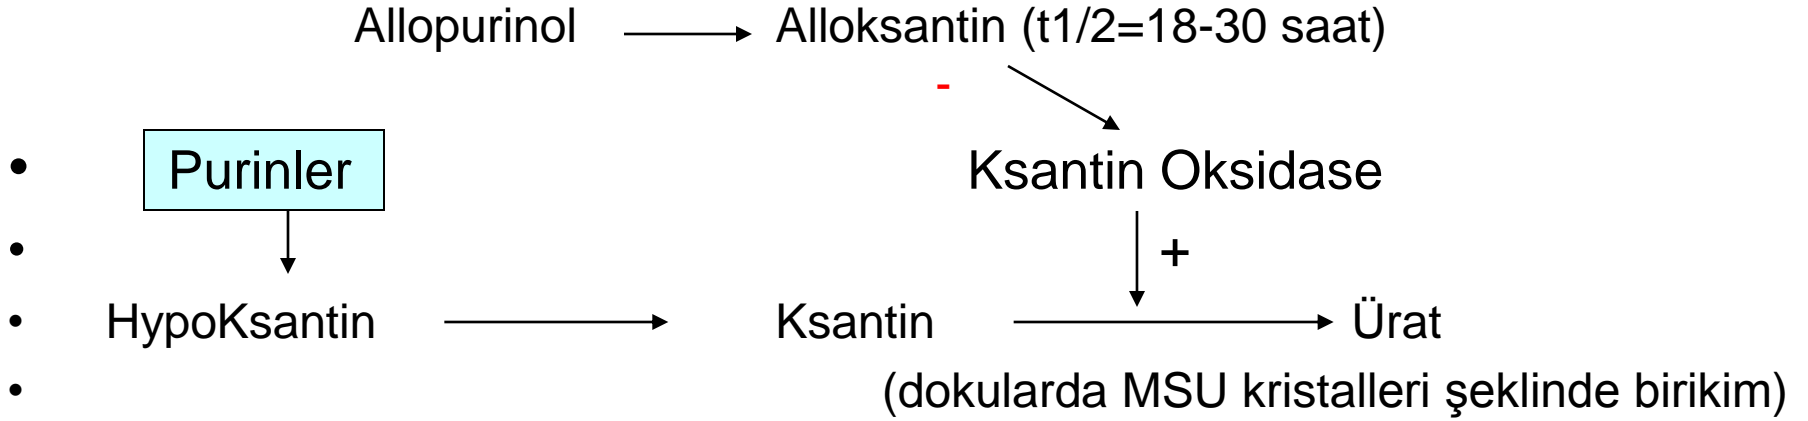 Allopurinol Alloksantin (t1/2=18-30 saat)
-
• Purinler Ksantin Oksidase
• +
• HypoKsantin Ksantin Ürat
• (dokularda MSU kristalleri şeklinde birikim)